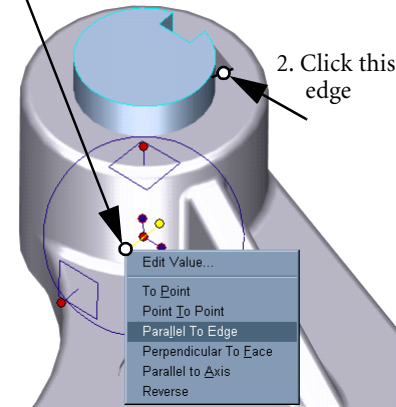 2. Click this
edge
Edit Value...
To Point
Point To Point
Parallel To Edge
Perpendicular To Face
Parallel to Axis
Reverse